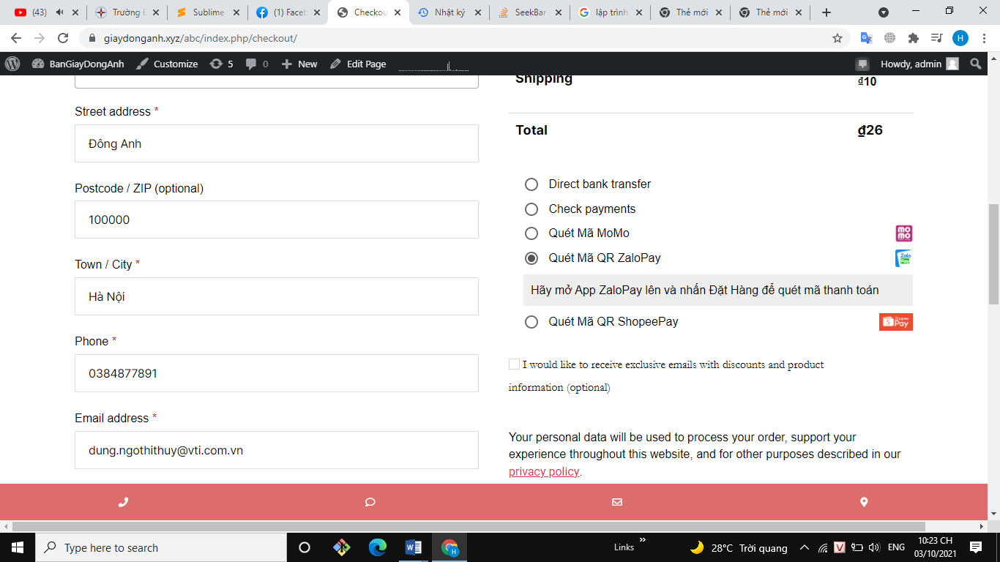 (43)
Trường Đ
Sublime
(1) Faceb
Checkou
Nhật ký
SeekBar
lập trình
Thẻ mới
Thẻ mới
giaydonganh.xyz/abc/index.php/checkout/
H
BanGiayDongAnh
Customize
5
0
New
Edit Page
Howdy, admin
Shipping
₫10
Street address *
Total
₫26
Đông Anh
Postcode / ZIP (optional)
Direct bank transfer
100000
Check payments
Quét Mã MoMo
mo
mo
Town / City *
Quét Mã QR ZaloPay
Zalo
Pay
Hà Nội
Hãy mở App ZaloPay lên và nhấn Đặt Hàng để quét mã thanh toán
Quét Mã QR ShopeePay
Shopee
Pay
Phone *
0384877891
I would like to receive exclusive emails with discounts and product
information (optional)
Email address *
dung.ngothithuy@vti.com.vn
Your personal data will be used to process your order, support your
experience throughout this website, and for other purposes described in our
privacy policy.
Type here to search
Links
28°C Trời quang
ENG
10:23 CH
03/10/2021